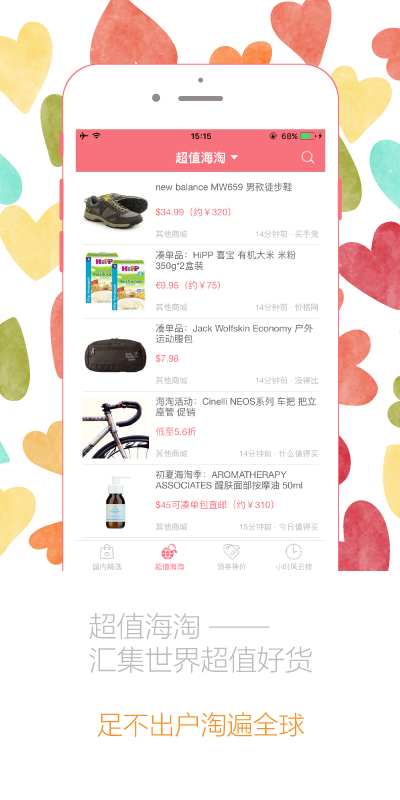 15:15
68%
超值海淘
new balance MW659 男款徒步鞋
$34.99（约￥320）
其他商城
14分钟前 · 买手党
凑单品：HiPP 喜宝 有机大米 米粉
350g*2盒装
€9.95（约￥75）
其他商城
14分钟前 · 价格网
凑单品：Jack Wolfskin Economy 户外
运动腰包
$7.98
其他商城
14分钟前 · 没得比
海淘活动：Cinelli NEOS系列 车把 把立
座管 促销
低至5.6折
其他商城
14分钟前 · 什么值得买
初夏海淘季：AROMATHERAPY
ASSOCIATES 醒肤面部按摩油 50ml
$45可凑单包直邮（约￥310）
其他商城
15分钟前 · 今日值得买
国内精选
超值海淘
领券神价
小时风云榜
HiPP
HiPP
超值海淘 ——
汇集世界超值好货
足不出户淘遍全球